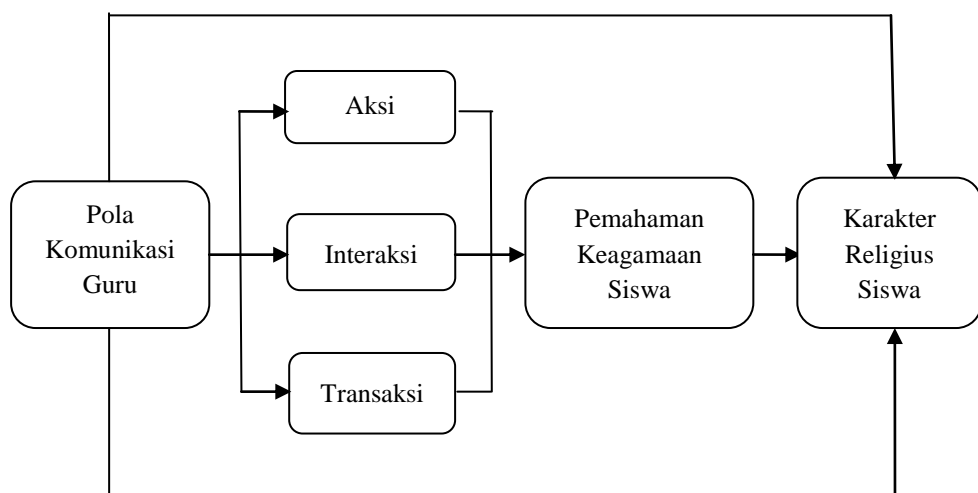 Aksi
Pola
Komunikasi
Guru
Interaksi
Pemahaman
Keagamaan
Siswa
Karakter
Religius
Siswa
Transaksi